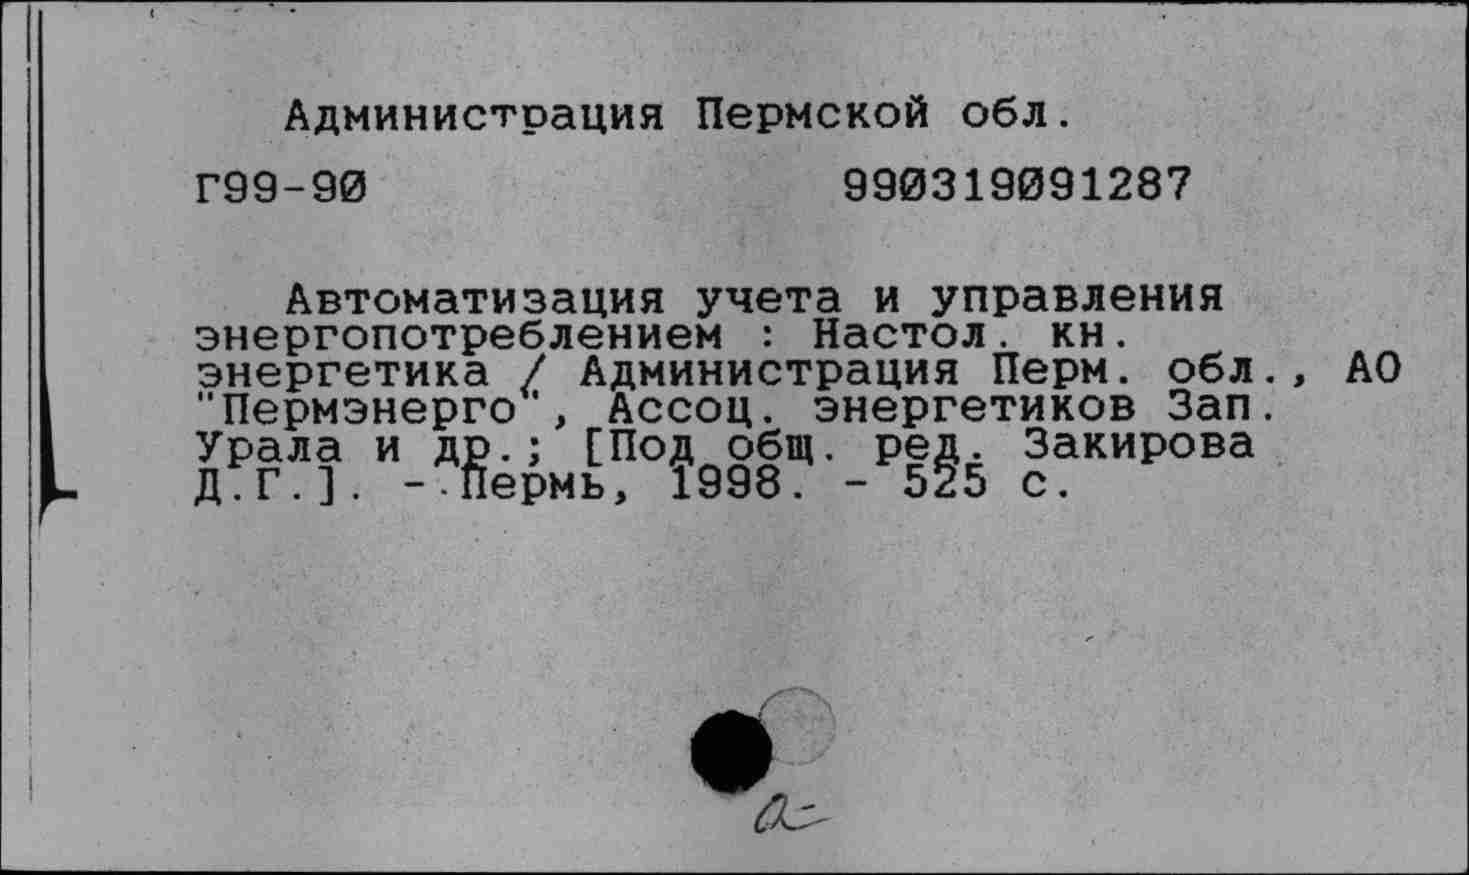 Администрация Пермской обл.
Г99-90 990319091287
Автоматизация учета и управления
энергопотреблением : Настол. кн.
энергетика / Администрация Перм. обл., АО
"Пермэнерго", Ассоц. энергетиков Зап.
Урала и др.; [Под общ. ред. Закирова
Д.Г.]. - Пермь, 1998. - 525 с.